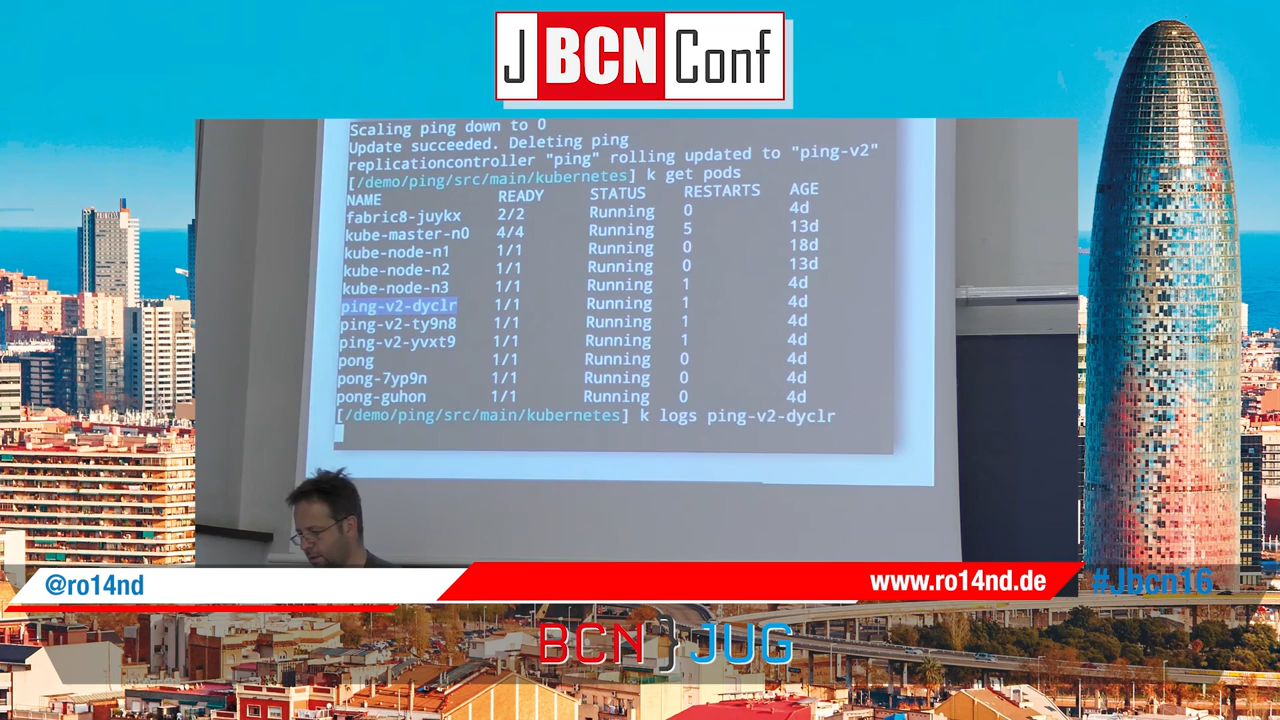 J BCN Conf
Scaling ping down to 0
Update succeeded. Deleting ping
replicationcontroller "ping" rolling updated to "ping-v2"
[/demo/ping/src/main/kubernetes] k get pods
NAME READY STATUS RESTARTS AGE
fabric8-juykx 2/2 Running 0 4d
kube-master-n0 4/4 Running 5 13d
kube-node-n1 1/1 Running 0 18d
kube-node-n2 1/1 Running 0 13d
kube-node-n3 1/1 Running 1 4d
ping-v2-dyclr 1/1 Running 1 4d
ping-v2-ty9n8 1/1 Running 1 4d
ping-v2-yvxt9 1/1 Running 1 4d
pong 1/1 Running 0 4d
pong-7yp9n 1/1 Running 0 4d
pong-guhon 1/1 Running 0 4d
[/demo/ping/src/main/kubernetes] k logs ping-v2-dyclr
@ro14nd
www.ro14nd.de
#Jbcn16
BCN JUG